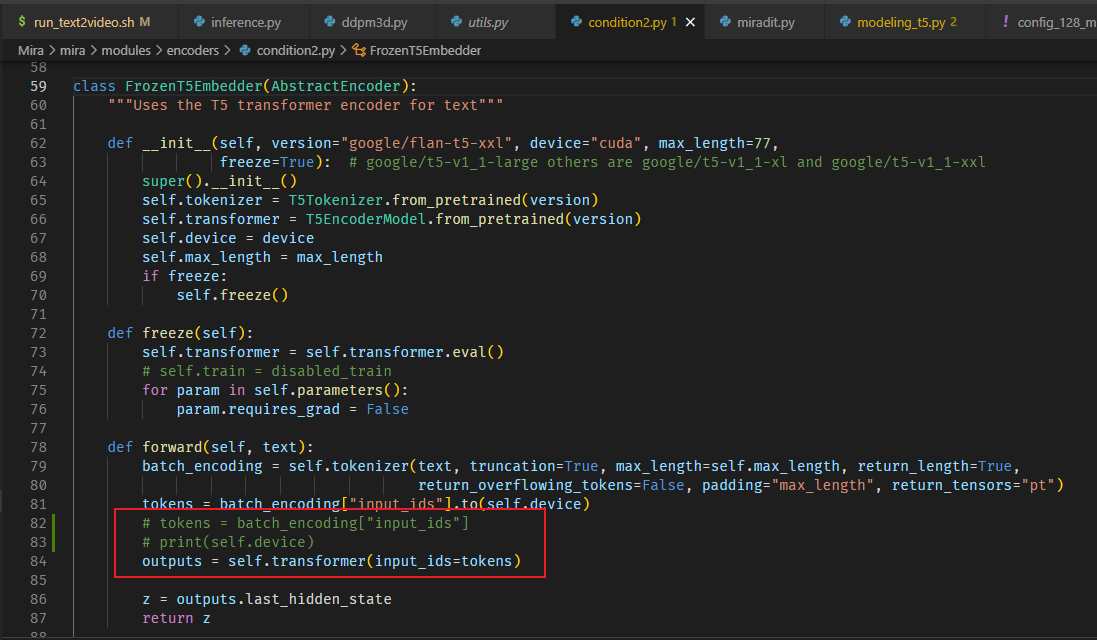 $ run_text2video.sh M inference.py ddpm3d.py utils.py condition2.py 1 × miradit.py modeling_t5.py 2 ! config_128_m
Mira > mira > modules > encoders > condition2.py > FrozenT5Embedder
58
59 class FrozenT5Embedder(AbstractEncoder):
60     """Uses the T5 transformer encoder for text"""
61
62     def __init__(self, version="google/flan-t5-xxl", device="cuda", max_length=77,
63                  freeze=True):  # google/t5-v1_1-large others are google/t5-v1_1-xl and google/t5-v1_1-xxl
64         super().__init__()
65         self.tokenizer = T5Tokenizer.from_pretrained(version)
66         self.transformer = T5EncoderModel.from_pretrained(version)
67         self.device = device
68         self.max_length = max_length
69         if freeze:
70             self.freeze()
71
72     def freeze(self):
73         self.transformer = self.transformer.eval()
74         # self.train = disabled_train
75         for param in self.parameters():
76             param.requires_grad = False
77
78     def forward(self, text):
79         batch_encoding = self.tokenizer(text, truncation=True, max_length=self.max_length, return_length=True,
80                                         return_overflowing_tokens=False, padding="max_length", return_tensors="pt")
81         tokens = batch_encoding["input_ids"].to(self.device)
82         # tokens = batch_encoding["input_ids"]
83         # print(self.device)
84         outputs = self.transformer(input_ids=tokens)
85
86         z = outputs.last_hidden_state
87         return z
88